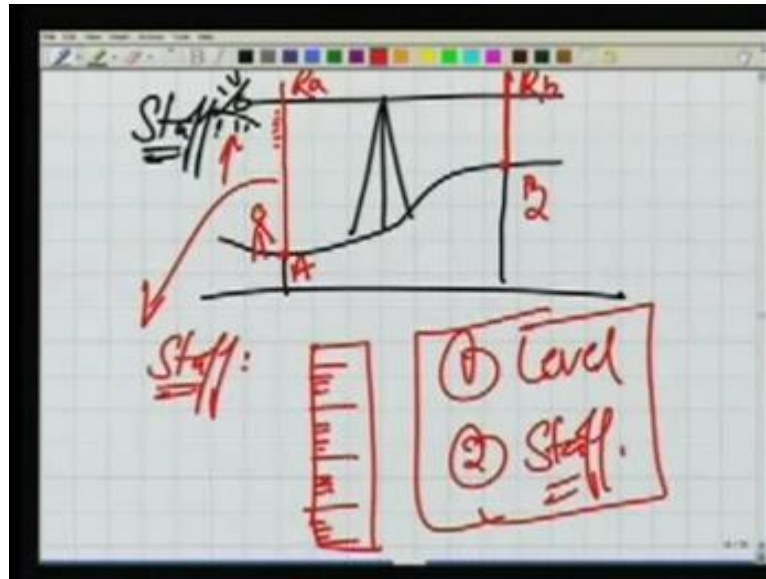 Staff
Ra
Rb
A
B
Staff:
① Level
② Staff.